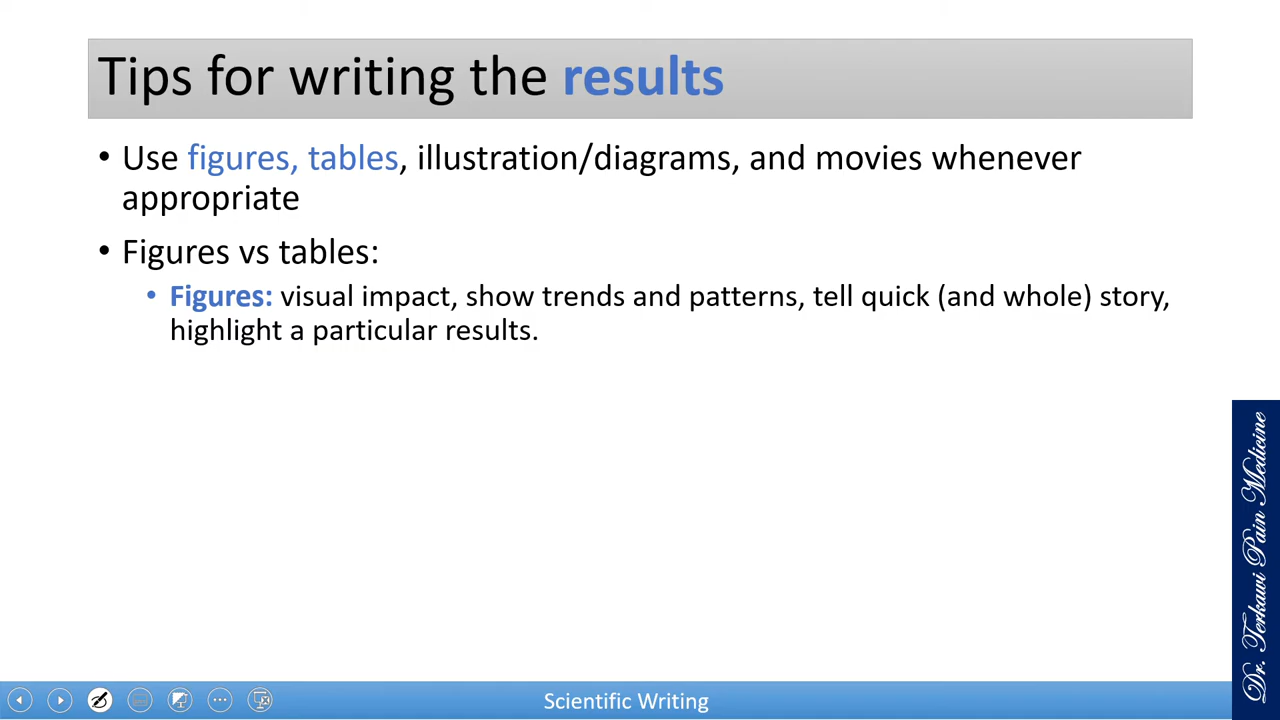 Tips for writing the results
• Use figures, tables, illustration/diagrams, and movies whenever
appropriate
• Figures vs tables:
• Figures: visual impact, show trends and patterns, tell quick (and whole) story,
highlight a particular results.
Dr. Terkawi Pain Medicine
Scientific Writing